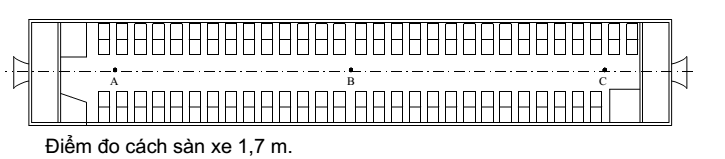 A B C
Điểm đo cách sàn xe 1,7 m.